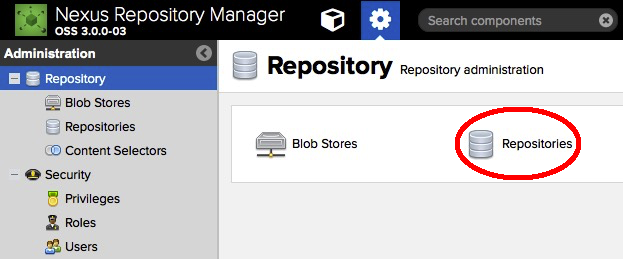 Nexus Repository Manager
OSS 3.0.0-03
Search components
Administration
Repository
Blob Stores
Repositories
Content Selectors
Security
Privileges
Roles
Users
Repository Repository administration
Blob Stores
Repositories